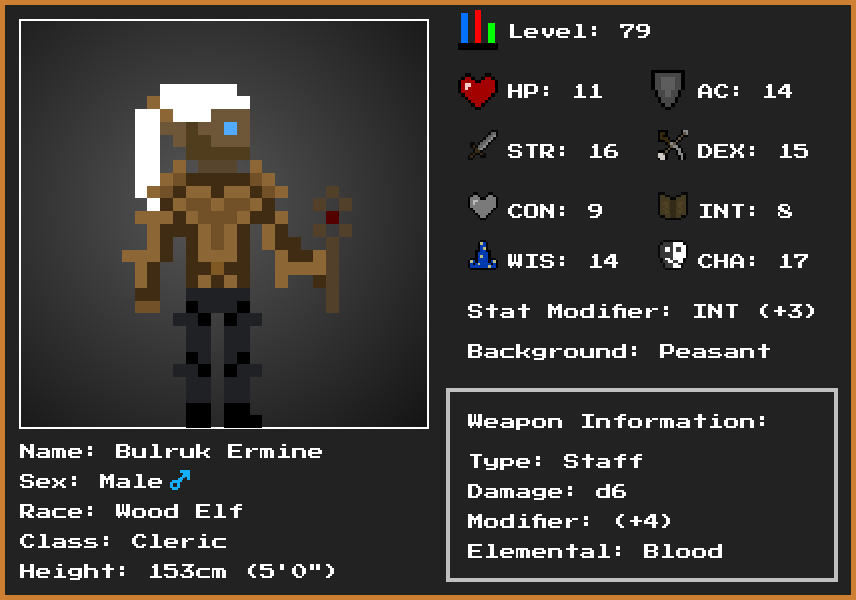 Level: 79
HP: 11 AC: 14
STR: 16 DEX: 15
CON: 9 INT: 8
WIS: 14 CHA: 17
Stat Modifier: INT (+3)
Background: Peasant
Weapon Information:
Type: Staff
Damage: d6
Modifier: (+4)
Elemental: Blood
Name: Bulruk Ermine
Sex: Male♂
Race: Wood Elf
Class: Cleric
Height: 153cm (5'0")